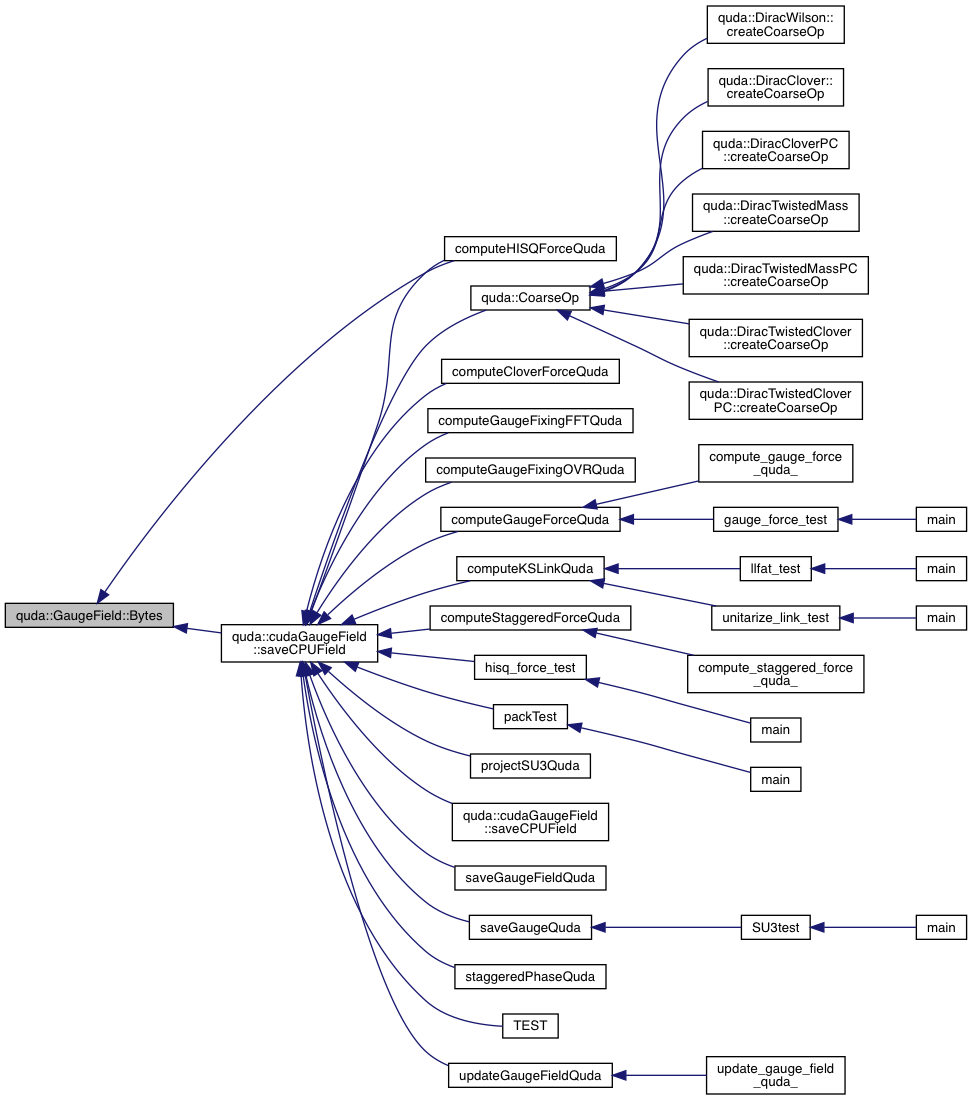 quda::DiracWilson::
createCoarseOp
quda::DiracClover::
createCoarseOp
quda::DiracCloverPC
::createCoarseOp
quda::DiracTwistedMass
::createCoarseOp
computeHISQForceQuda
quda::DiracTwistedMassPC
::createCoarseOp
quda::CoarseOp
quda::DiracTwistedClover
::createCoarseOp
computeCloverForceQuda
quda::DiracTwistedClover
PC::createCoarseOp
computeGaugeFixingFFTQuda
compute_gauge_force
_quda_
computeGaugeFixingOVRQuda
computeGaugeForceQuda
gauge_force_test
main
computeKSLinkQuda
llfat_test
main
quda::GaugeField::Bytes
computeStaggeredForceQuda
unitarize_link_test
main
quda::cudaGaugeField
::saveCPUField
hisq_force_test
compute_staggered_force
_quda_
packTest
main
projectSU3Quda
main
quda::cudaGaugeField
::saveCPUField
saveGaugeFieldQuda
saveGaugeQuda
SU3test
main
staggeredPhaseQuda
TEST
updateGaugeFieldQuda
update_gauge_field
_quda_